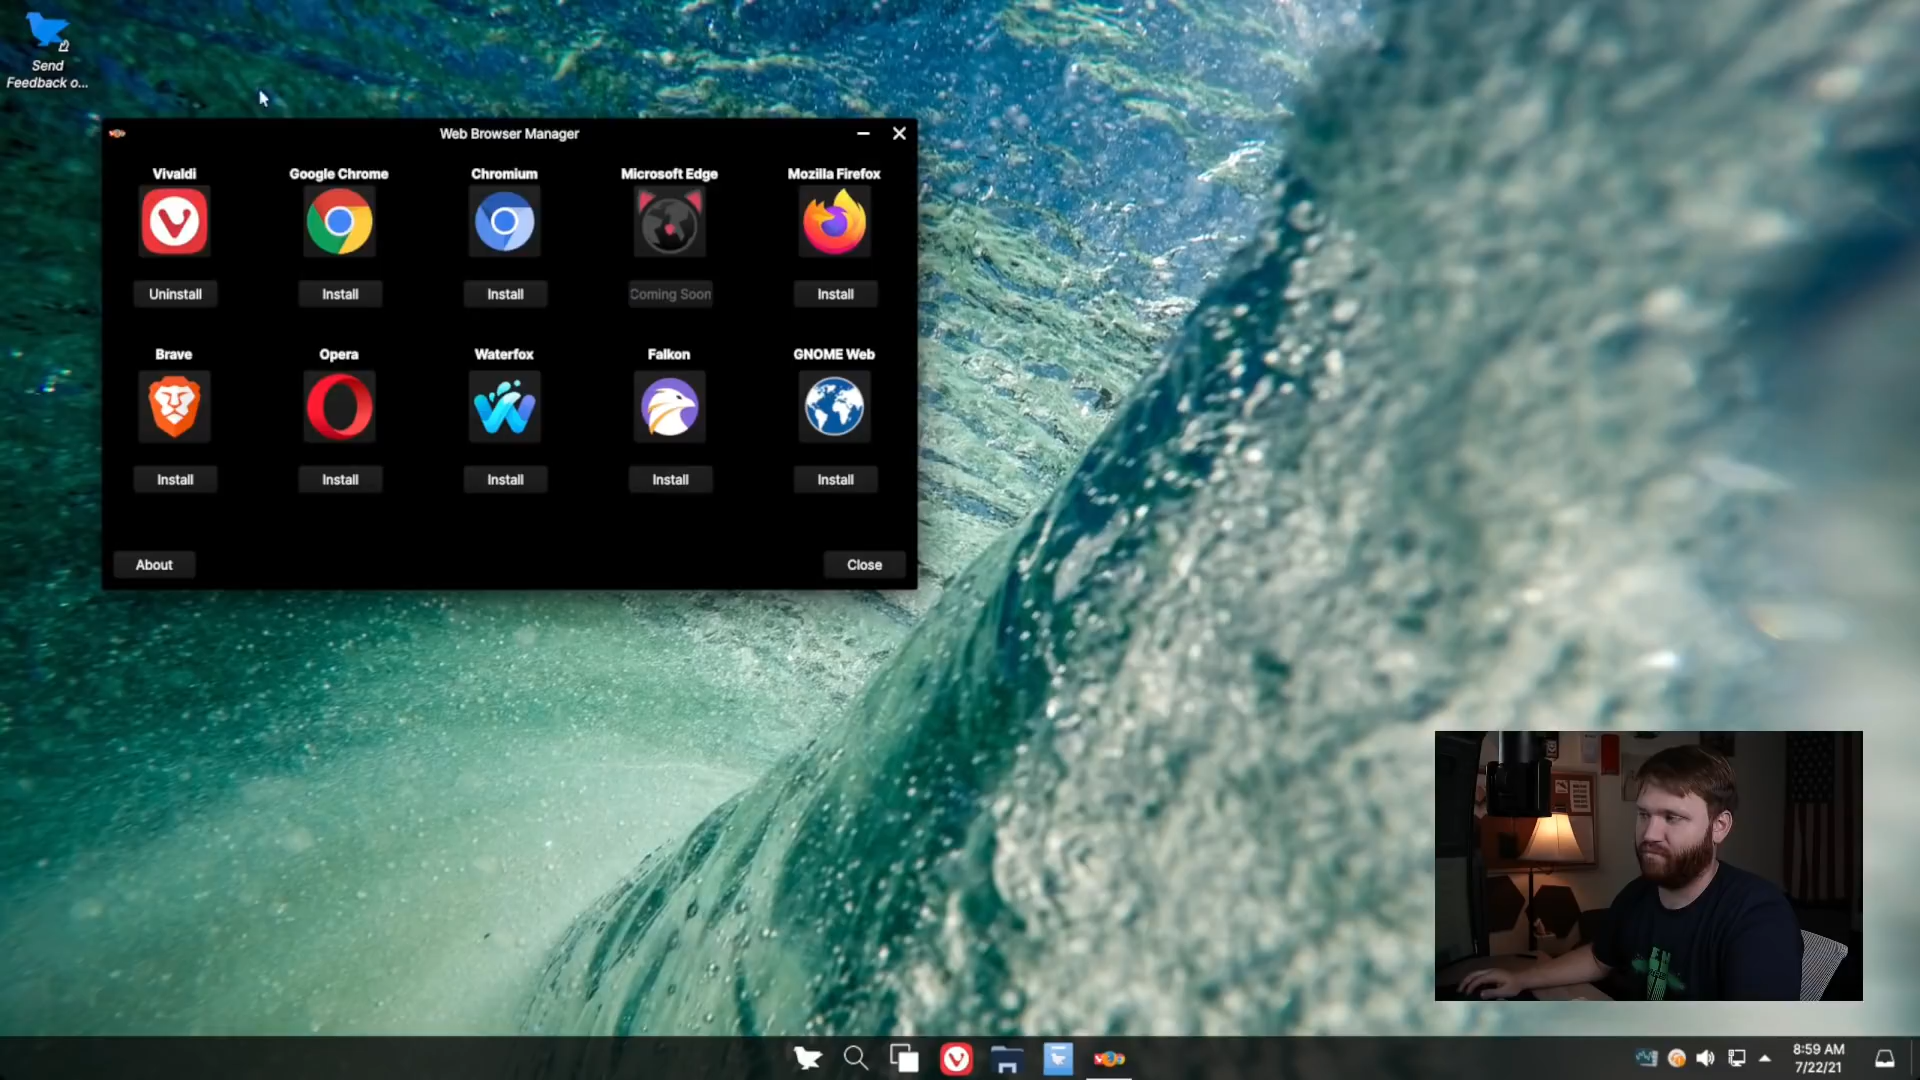 Send
Feedback o...
Web Browser Manager
Vivaldi
Google Chrome
Chromium
Microsoft Edge
Mozilla Firefox
Uninstall
Install
Install
Coming Soon
Install
Brave
Opera
Waterfox
Falkon
GNOME Web
Install
Install
Install
Install
Install
About
Close
8:59 AM
7/22/21